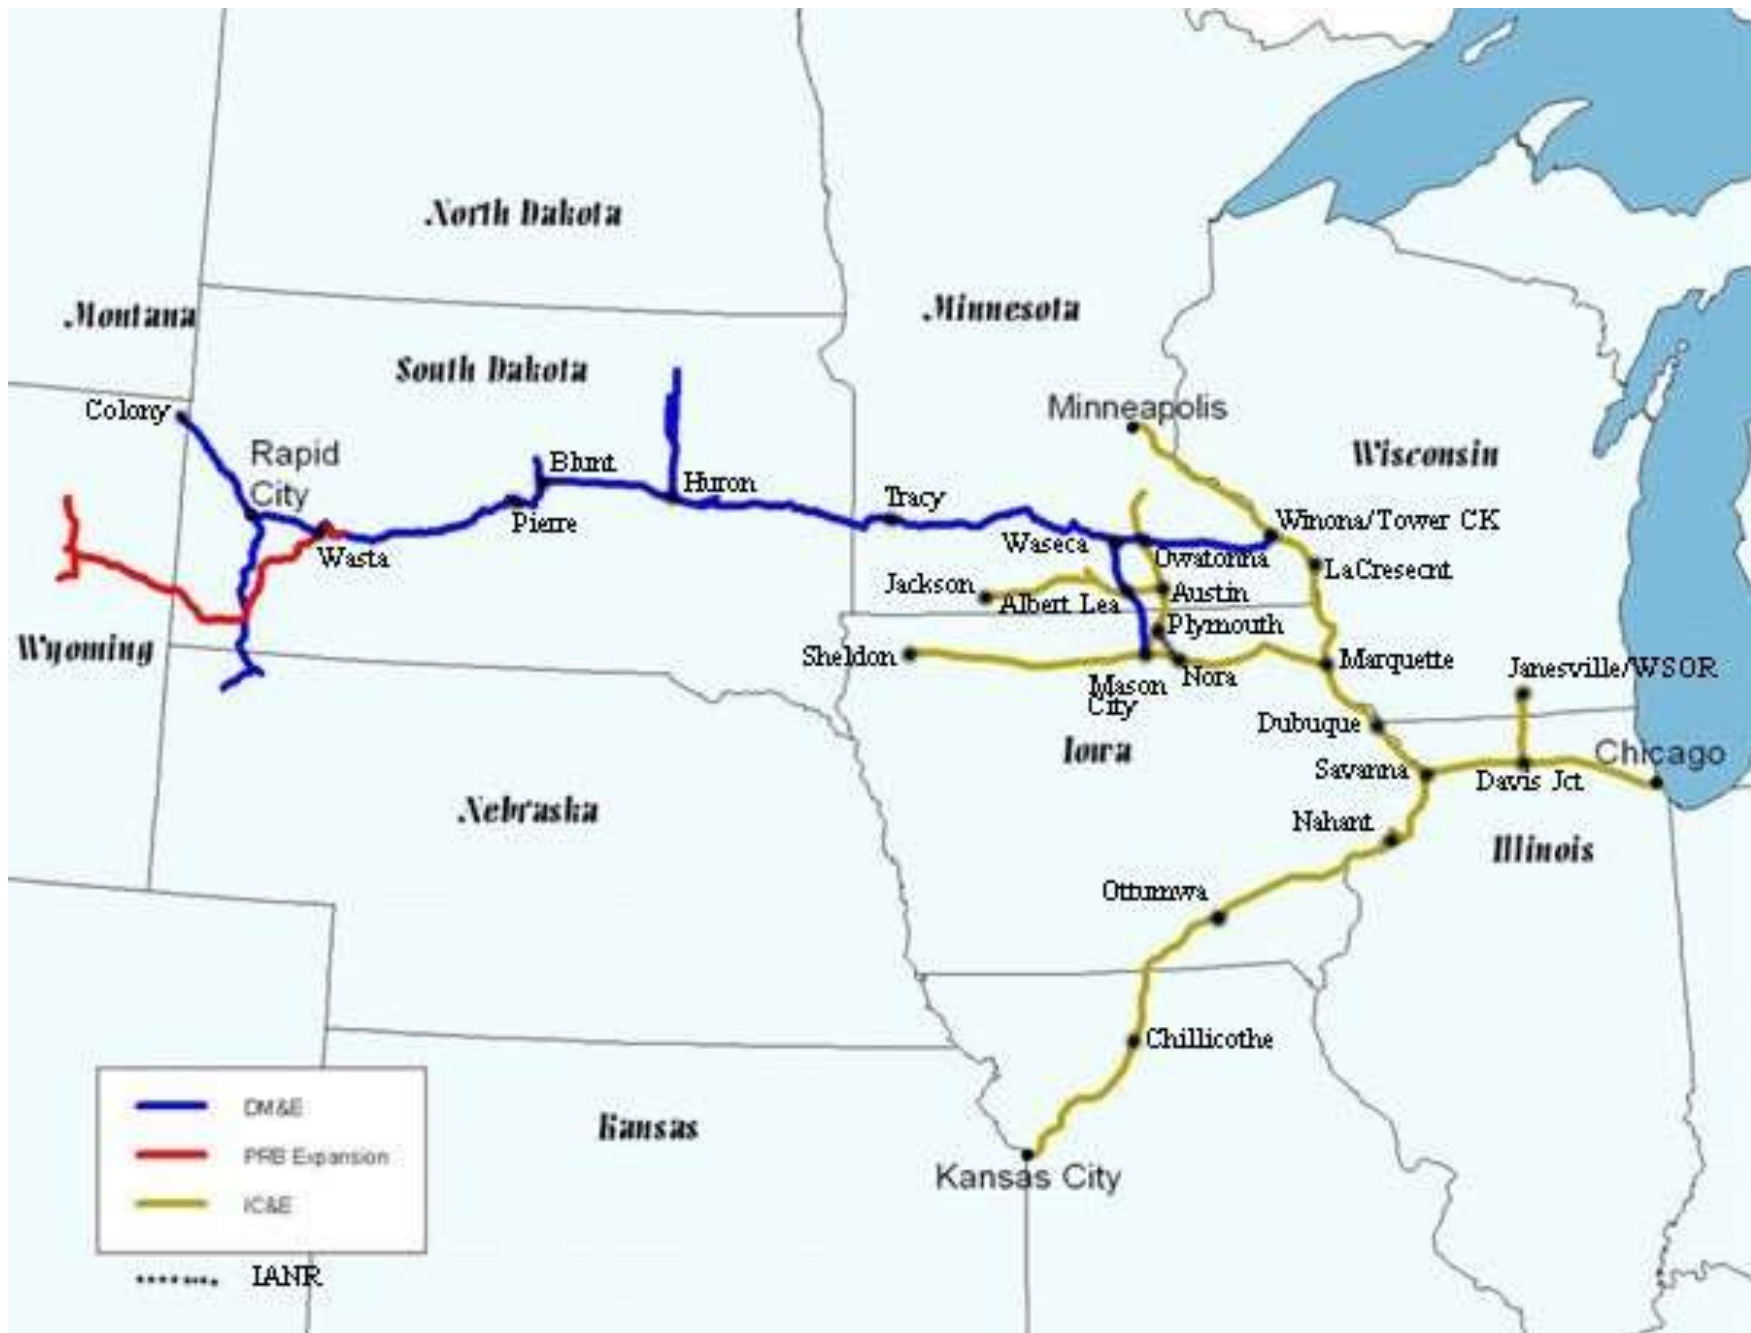 North Dakota
Montana
Minnesota
South Dakota
Colony
Minneapolis
Rapid
City
Wisconsin
Blunt
Huron
Tracy
Pierre
Winona/Tower CK
Wasta
Waseca
Owatonna
LaCresecnt
Jackson
Albert Lea
Austin
Plymouth
Wyoming
Sheldon
Marquette
Janesville/WSOR
Nora
Mason
City
Dubuque
Iowa
Chicago
Savanna
Davis Jct
Nebraska
Nahant
Illinois
Ottumwa
Chillicothe
DM&E
Kansas
PRB Expansion
Kansas City
IC&E
IANR